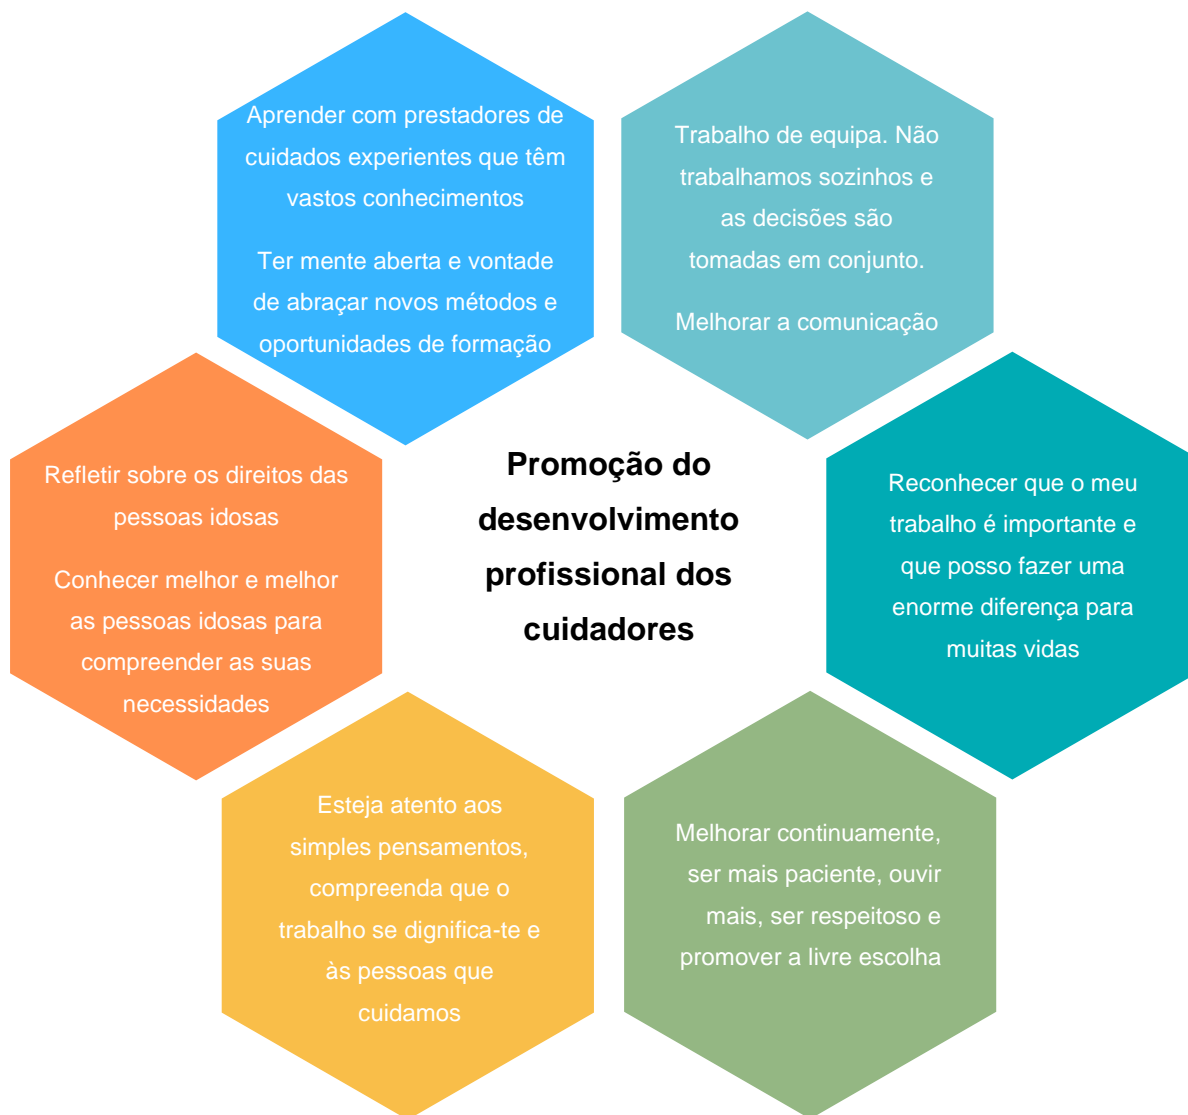 Aprender com prestadores de
cuidados experientes que têm
vastos conhecimentos
Ter mente aberta e vontade
de abraçar novos métodos e
oportunidades de formação
Trabalho de equipa. Não
trabalhamos sozinhos e
as decisões são
tomadas em conjunto.
Melhorar a comunicação
Refletir sobre os direitos das
pessoas idosas
Conhecer melhor e melhor
as pessoas idosas para
compreender as suas
necessidades
Promoção do
desenvolvimento
profissional dos
cuidadores
Reconhecer que o meu
trabalho é importante e
que posso fazer uma
enorme diferença para
muitas vidas
Esteja atento aos
simples pensamentos,
compreenda que o
trabalho se dignifica-te e
às pessoas que
cuidamos
Melhorar continuamente,
ser mais paciente, ouvir
mais, ser respeitoso e
promover a livre escolha